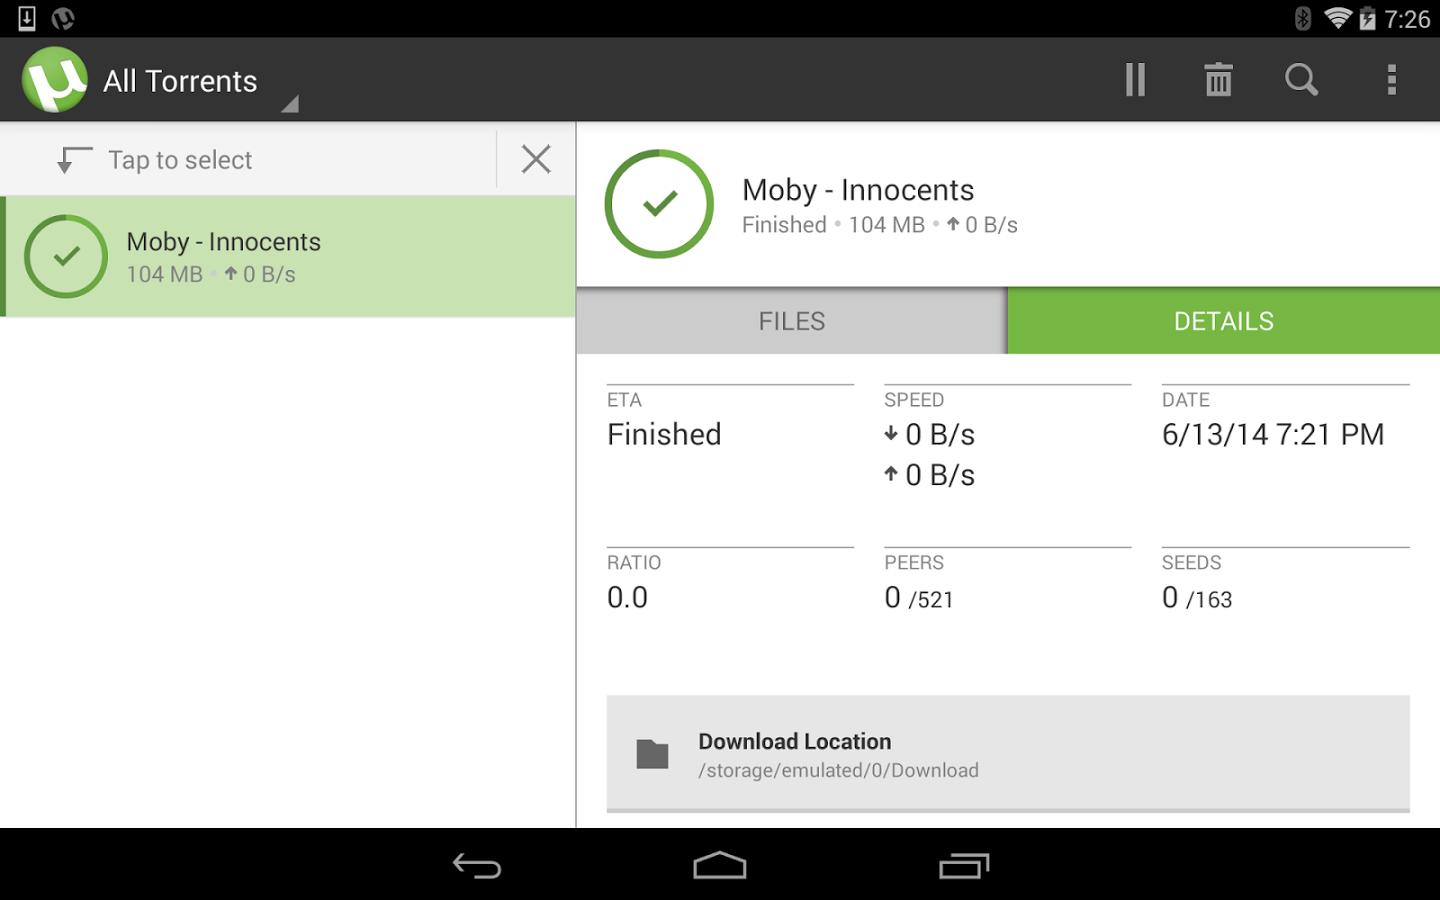 7:26
All Torrents
Tap to select
Moby - Innocents
104 MB • ↑ 0 B/s
Moby - Innocents
Finished • 104 MB • ↑ 0 B/s
FILES
DETAILS
ETA
Finished
SPEED
↓ 0 B/s
↑ 0 B/s
DATE
6/13/14 7:21 PM
RATIO
0.0
PEERS
0 /521
SEEDS
0 /163
Download Location
/storage/emulated/0/Download